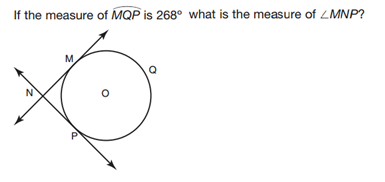 If the measure of MQP is 268° what is the measure of ∠MNP?
M
Q
N
O
P